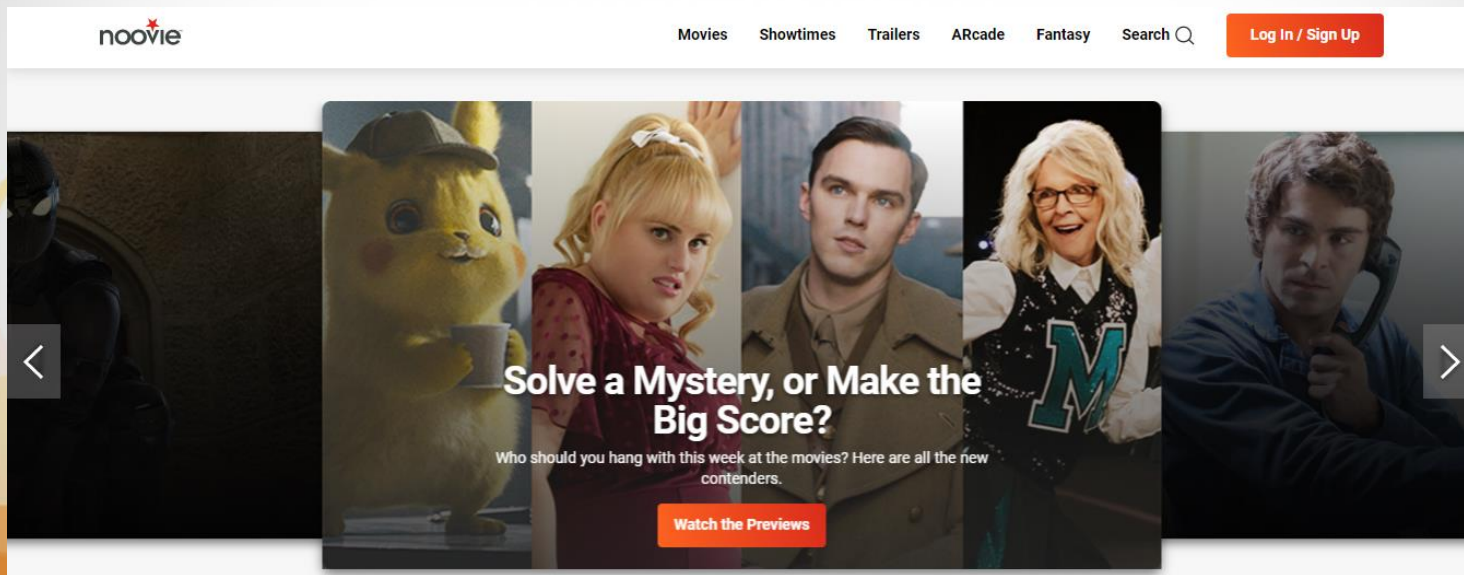 noovie
Movies Showtimes Trailers ARcade Fantasy Search Log In / Sign Up
M
Solve a Mystery, or Make the
Big Score?
Who should you hang with this week at the movies? Here are all the new
contenders.
Watch the Previews